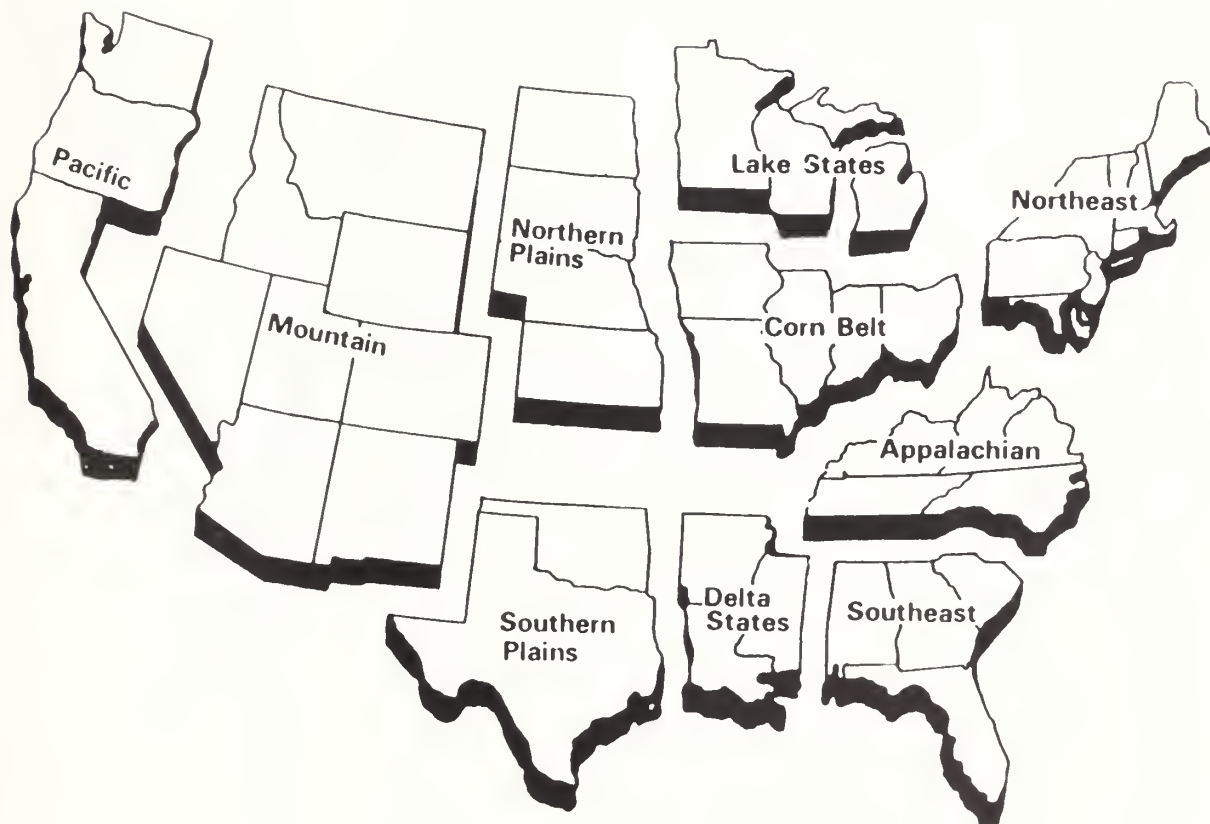 Pacific
Mountain
Northern
Plains
Lake States
Corn Belt
Northeast
Appalachian
Southern
Plains
Delta
States
Southeast